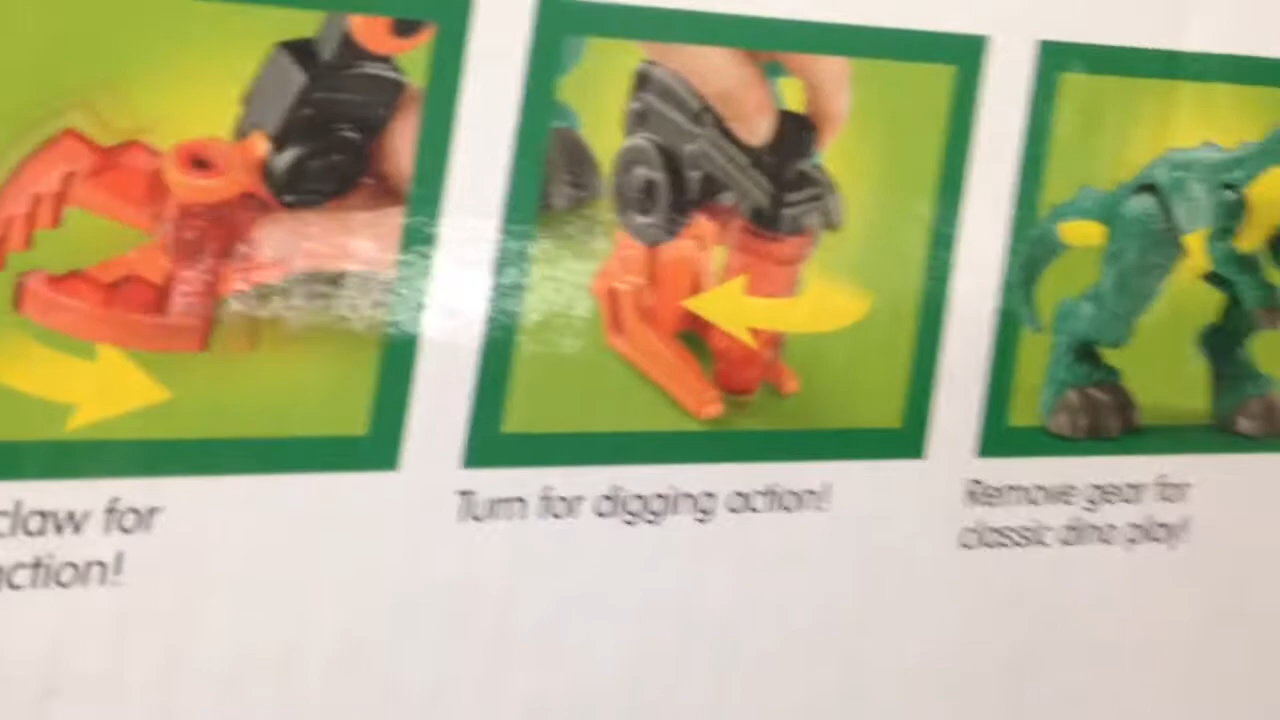 claw for
action!
Turn for digging action!
Remove gear for
classic dino play!